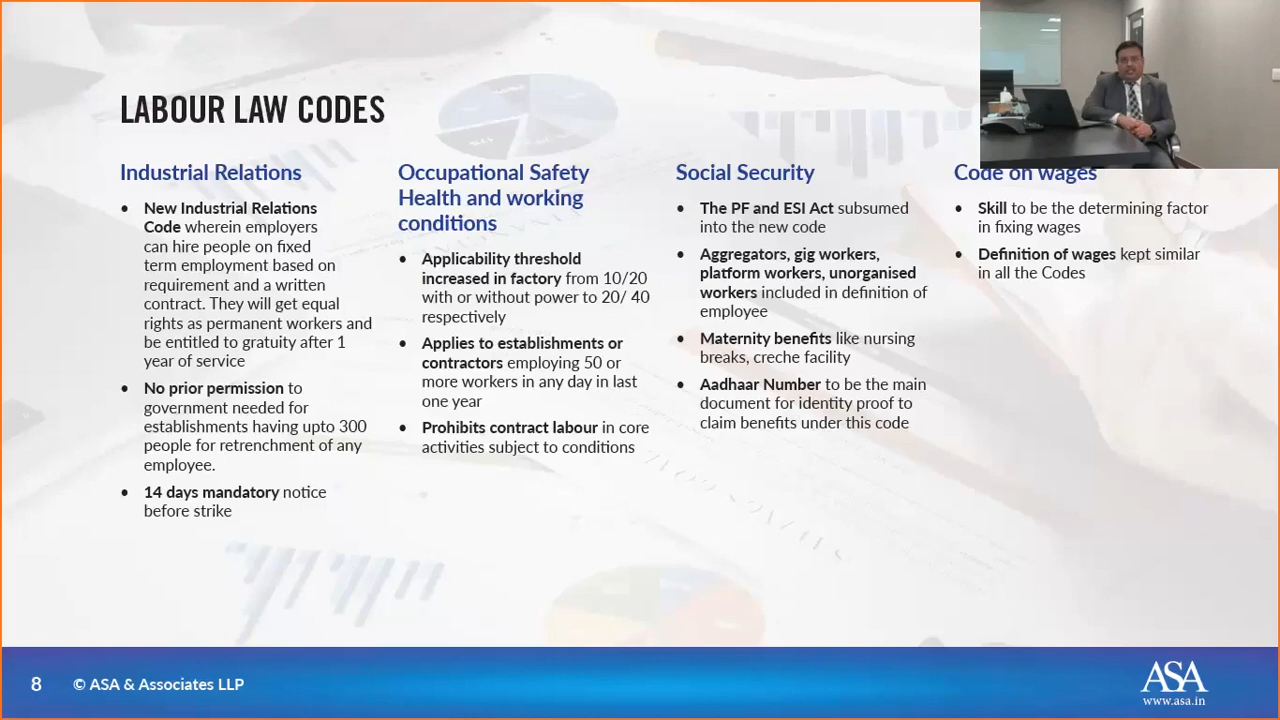 LABOUR LAW CODES
Industrial Relations
• New Industrial Relations
Code wherein employers
can hire people on fixed
term employment based on
requirement and a written
contract. They will get equal
rights as permanent workers and
be entitled to gratuity after 1
year of service
• No prior permission to
government needed for
establishments having upto 300
people for retrenchment of any
employee.
• 14 days mandatory notice
before strike
Occupational Safety
Health and working
conditions
• Applicability threshold
increased in factory from 10/20
with or without power to 20/ 40
respectively
• Applies to establishments or
contractors employing 50 or
more workers in any day in last
one year
• Prohibits contract labour in core
activities subject to conditions
Social Security
• The PF and ESI Act subsumed
into the new code
• Aggregators, gig workers,
platform workers, unorganised
workers included in definition of
employee
• Maternity benefits like nursing
breaks, creche facility
• Aadhaar Number to be the main
document for identity proof to
claim benefits under this code
Code on wages
• Skill to be the determining factor
in fixing wages
• Definition of wages kept similar
in all the Codes
8 © ASA & Associates LLP
ASA
www.asa.in